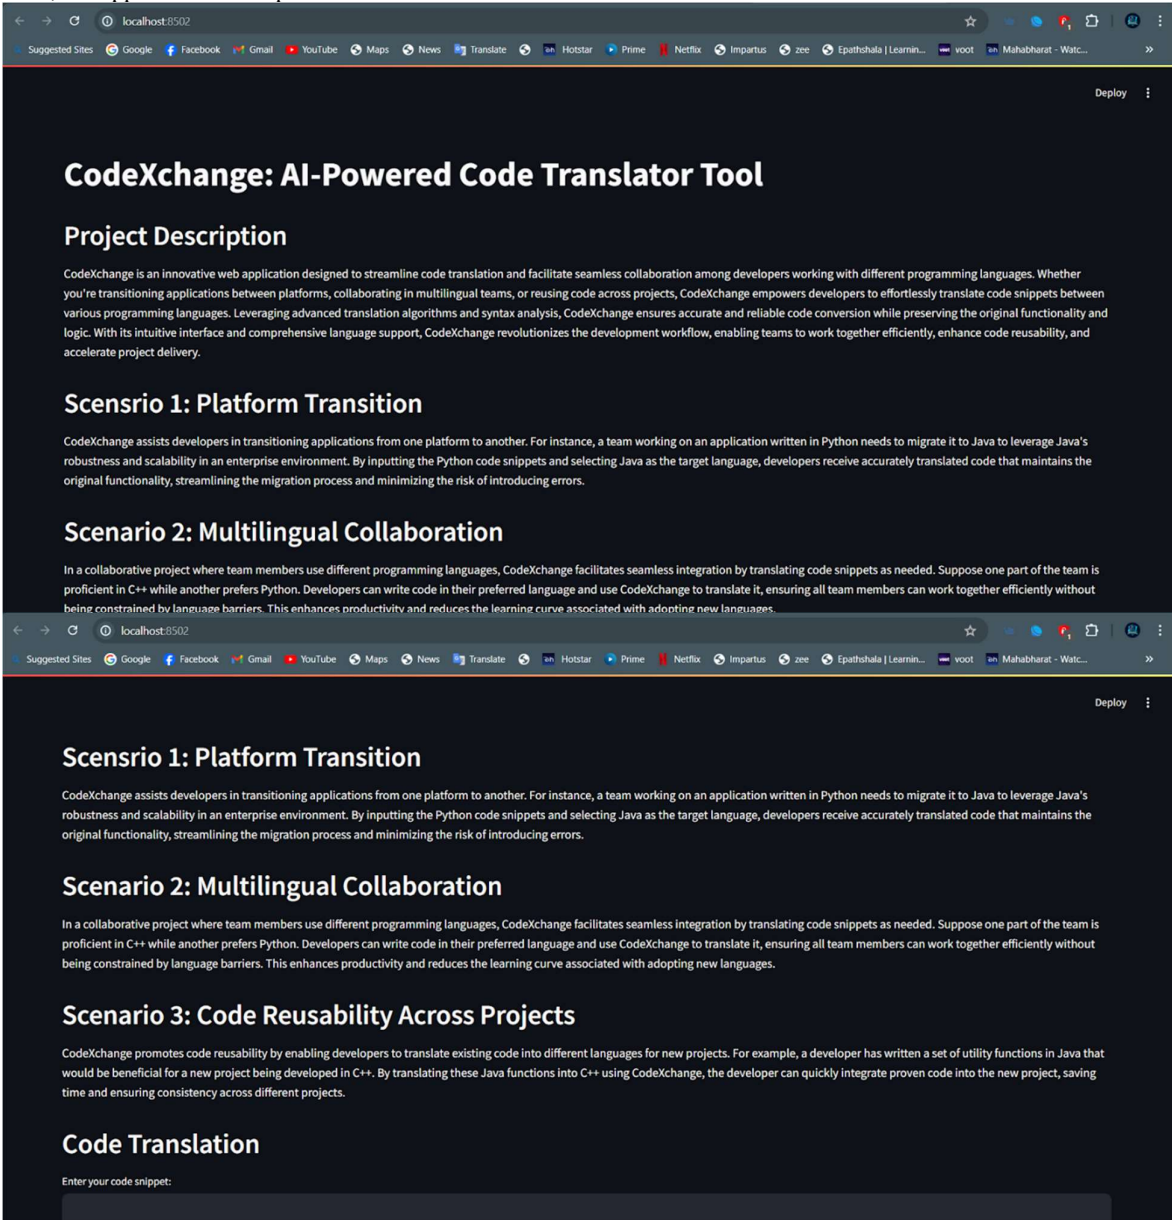 localhost:8502
Suggested Sites Google Facebook Gmail YouTube Maps News Translate Hotstar Prime Netflix Impartus zee Epathshala | Learnin... voot Mahabharat - Watc... »
Deploy
CodeXchange: AI-Powered Code Translator Tool
Project Description
CodeXchange is an innovative web application designed to streamline code translation and facilitate seamless collaboration among developers working with different programming languages. Whether
you're transitioning applications between platforms, collaborating in multilingual teams, or reusing code across projects, CodeXchange empowers developers to effortlessly translate code snippets between
various programming languages. Leveraging advanced translation algorithms and syntax analysis, CodeXchange ensures accurate and reliable code conversion while preserving the original functionality and
logic. With its intuitive interface and comprehensive language support, CodeXchange revolutionizes the development workflow, enabling teams to work together efficiently, enhance code reusability, and
accelerate project delivery.
Scensrio 1: Platform Transition
CodeXchange assists developers in transitioning applications from one platform to another. For instance, a team working on an application written in Python needs to migrate it to Java to leverage Java's
robustness and scalability in an enterprise environment. By inputting the Python code snippets and selecting Java as the target language, developers receive accurately translated code that maintains the
original functionality, streamlining the migration process and minimizing the risk of introducing errors.
Scenario 2: Multilingual Collaboration
In a collaborative project where team members use different programming languages, CodeXchange facilitates seamless integration by translating code snippets as needed. Suppose one part of the team is
proficient in C++ while another prefers Python. Developers can write code in their preferred language and use CodeXchange to translate it, ensuring all team members can work together efficiently without
being constrained by language barriers. This enhances productivity and reduces the learning curve associated with adopting new languages.
localhost:8502
Suggested Sites Google Facebook Gmail YouTube Maps News Translate Hotstar Prime Netflix Impartus zee Epathshala | Learnin... voot Mahabharat - Watc... »
Deploy
Scensrio 1: Platform Transition
CodeXchange assists developers in transitioning applications from one platform to another. For instance, a team working on an application written in Python needs to migrate it to Java to leverage Java's
robustness and scalability in an enterprise environment. By inputting the Python code snippets and selecting Java as the target language, developers receive accurately translated code that maintains the
original functionality, streamlining the migration process and minimizing the risk of introducing errors.
Scenario 2: Multilingual Collaboration
In a collaborative project where team members use different programming languages, CodeXchange facilitates seamless integration by translating code snippets as needed. Suppose one part of the team is
proficient in C++ while another prefers Python. Developers can write code in their preferred language and use CodeXchange to translate it, ensuring all team members can work together efficiently without
being constrained by language barriers. This enhances productivity and reduces the learning curve associated with adopting new languages.
Scenario 3: Code Reusability Across Projects
CodeXchange promotes code reusability by enabling developers to translate existing code into different languages for new projects. For example, a developer has written a set of utility functions in Java that
would be beneficial for a new project being developed in C++. By translating these Java functions into C++ using CodeXchange, the developer can quickly integrate proven code into the new project, saving
time and ensuring consistency across different projects.
Code Translation
Enter your code snippet: